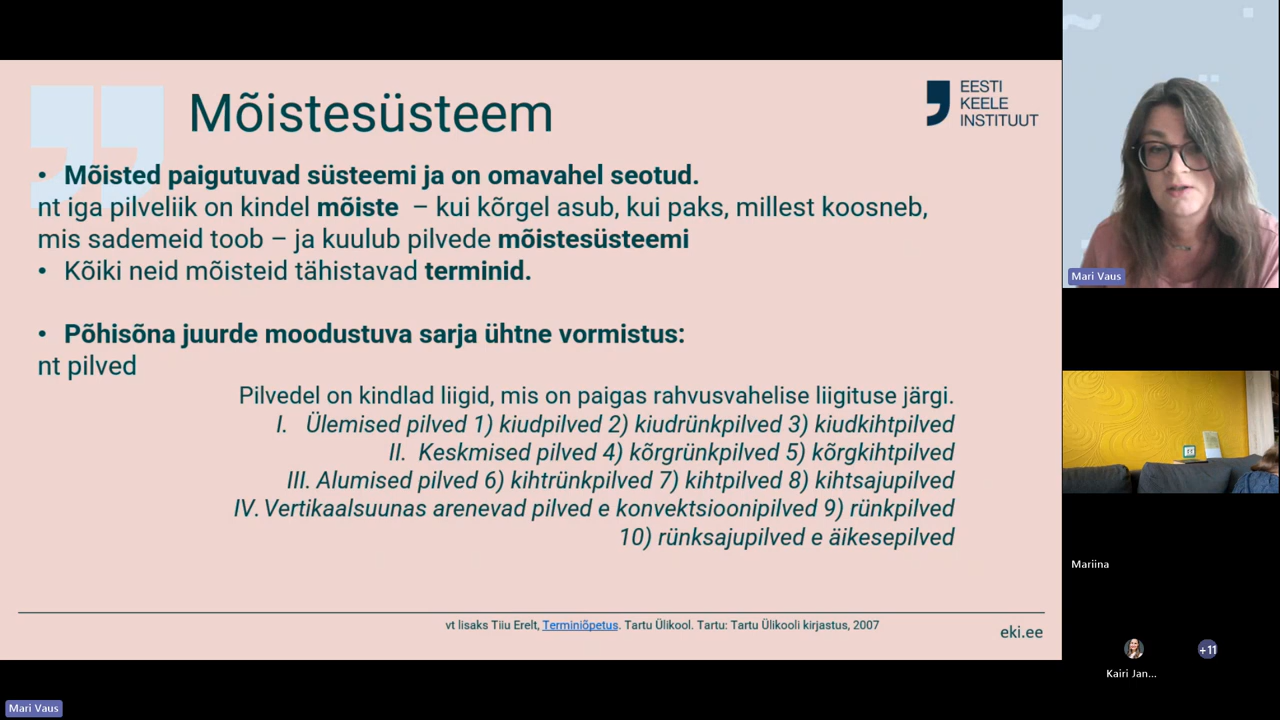 Mõistesüsteem
EESTI
KEELE
INSTITUUT
• Mõisted paigutuvad süsteemi ja on omavahel seotud.
nt iga pilveliik on kindel mõiste – kui kõrgel asub, kui paks, millest koosneb,
mis sademeid toob – ja kuulub pilvede mõistesüsteemi
• Kõiki neid mõisteid tähistavad terminid.
• Põhisõna juurde moodustuva sarja ühtne vormistus:
nt pilved
Pilvedel on kindlad liigid, mis on paigas rahvusvahelise liigituse järgi.
I. Ülemised pilved 1) kiudpilved 2) kiudrünkpilved 3) kiudkihtpilved
II. Keskmised pilved 4) kõrgrünkpilved 5) kõrgkihtpilved
III. Alumised pilved 6) kihtrünkpilved 7) kihtpilved 8) kihtsajupilved
IV. Vertikaalsuunas arenevad pilved e konvektsioonipilved 9) rünkpilved
10) rünksajupilved e äikesepilved
vt lisaks Tiiu Erelt, Terminiõpetus. Tartu Ülikool. Tartu: Tartu Ülikooli kirjastus, 2007
eki.ee
Mari Vaus
Mari Vaus
Mariina
+11
Kairi Jan...